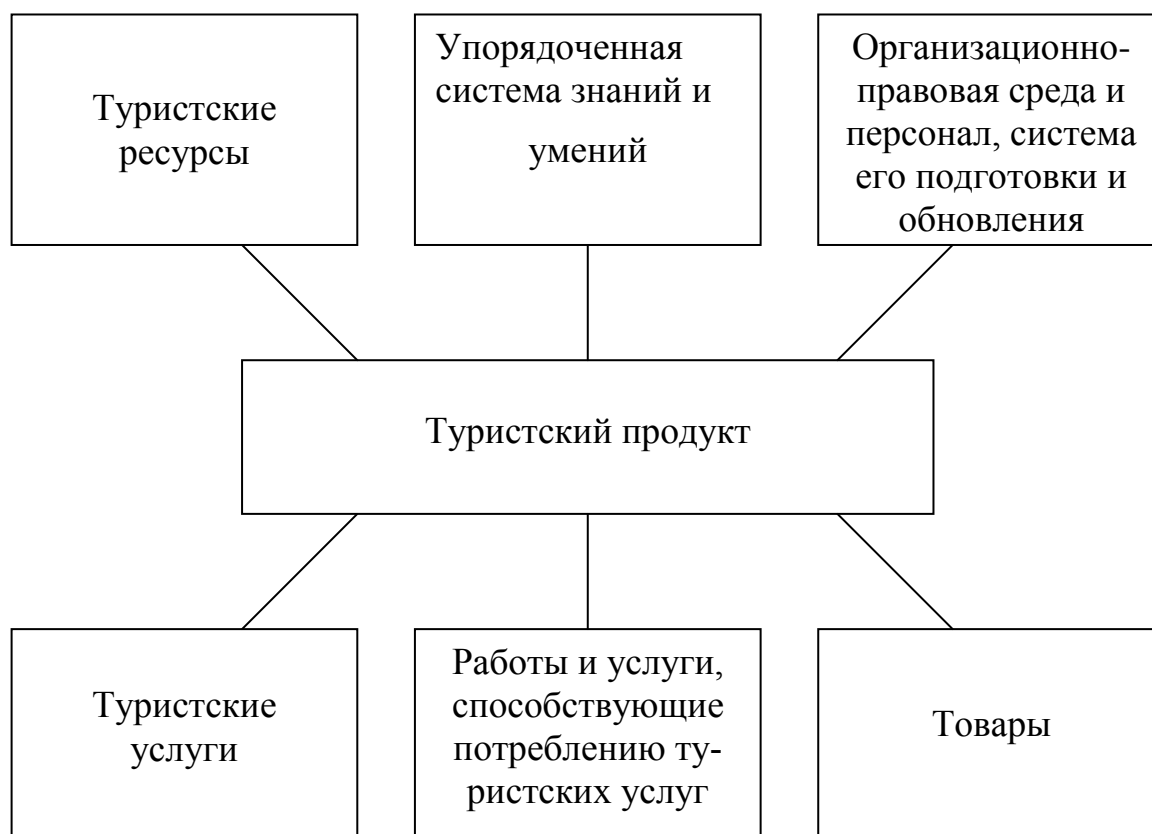 Туристские
ресурсы
Упорядоченная
система знаний и
умений
Организационно-
правовая среда и
персонал, система
его подготовки и
обновления
Туристский продукт
Туристские
услуги
Работы и услуги,
способствующие
потреблению ту-
ристских услуг
Товары